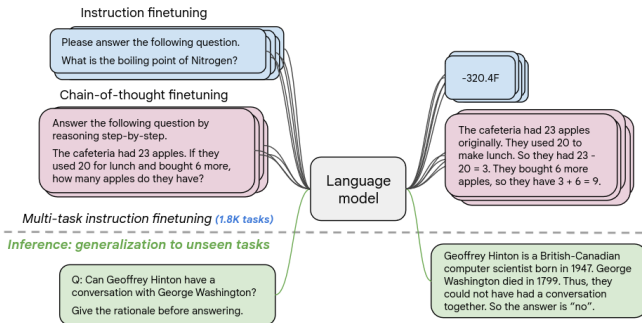 Instruction finetuning
Please answer the following question.
What is the boiling point of Nitrogen?
-320.4F
Chain-of-thought finetuning
Answer the following question by
reasoning step-by-step.
The cafeteria had 23 apples. If they
used 20 for lunch and bought 6 more,
how many apples do they have?
Language
model
The cafeteria had 23 apples
originally. They used 20 to
make lunch. So they had 23 -
20 = 3. They bought 6 more
apples, so they have 3 + 6 = 9.
Multi-task instruction finetuning (1.8K tasks)
Inference: generalization to unseen tasks
Q: Can Geoffrey Hinton have a
conversation with George Washington?
Give the rationale before answering.
Geoffrey Hinton is a British-Canadian
computer scientist born in 1947. George
Washington died in 1799. Thus, they
could not have had a conversation
together. So the answer is “no”.